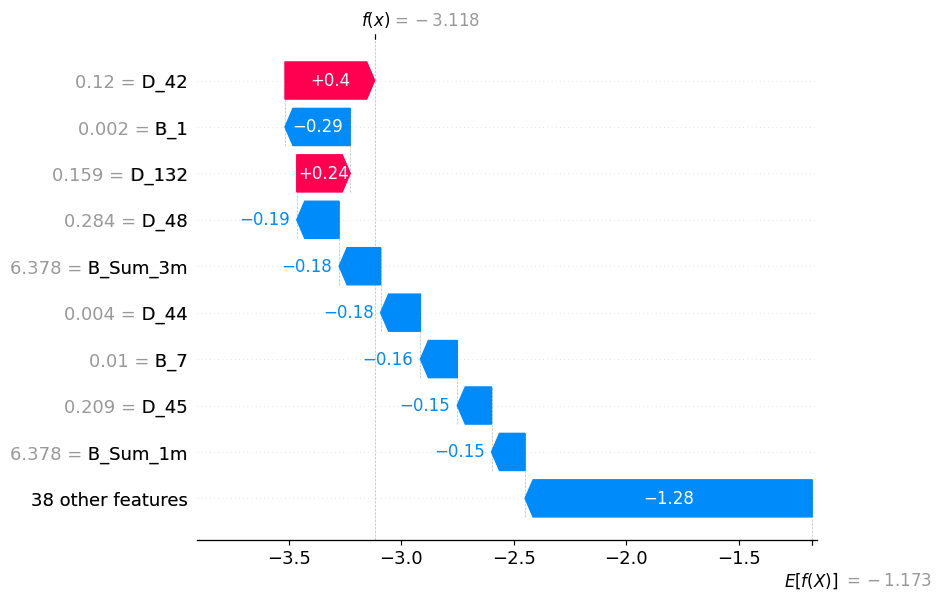 f(x) = −3.118
0.12 = D_42
+0.4
0.002 = B_1
−0.29
0.159 = D_132
+0.24
0.284 = D_48
−0.19
6.378 = B_Sum_3m
−0.18
0.004 = D_44
−0.18
0.01 = B_7
−0.16
0.209 = D_45
−0.15
6.378 = B_Sum_1m
−0.15
38 other features
−1.28
−3.5 −3.0 −2.5 −2.0 −1.5
E[f(X)] = −1.173